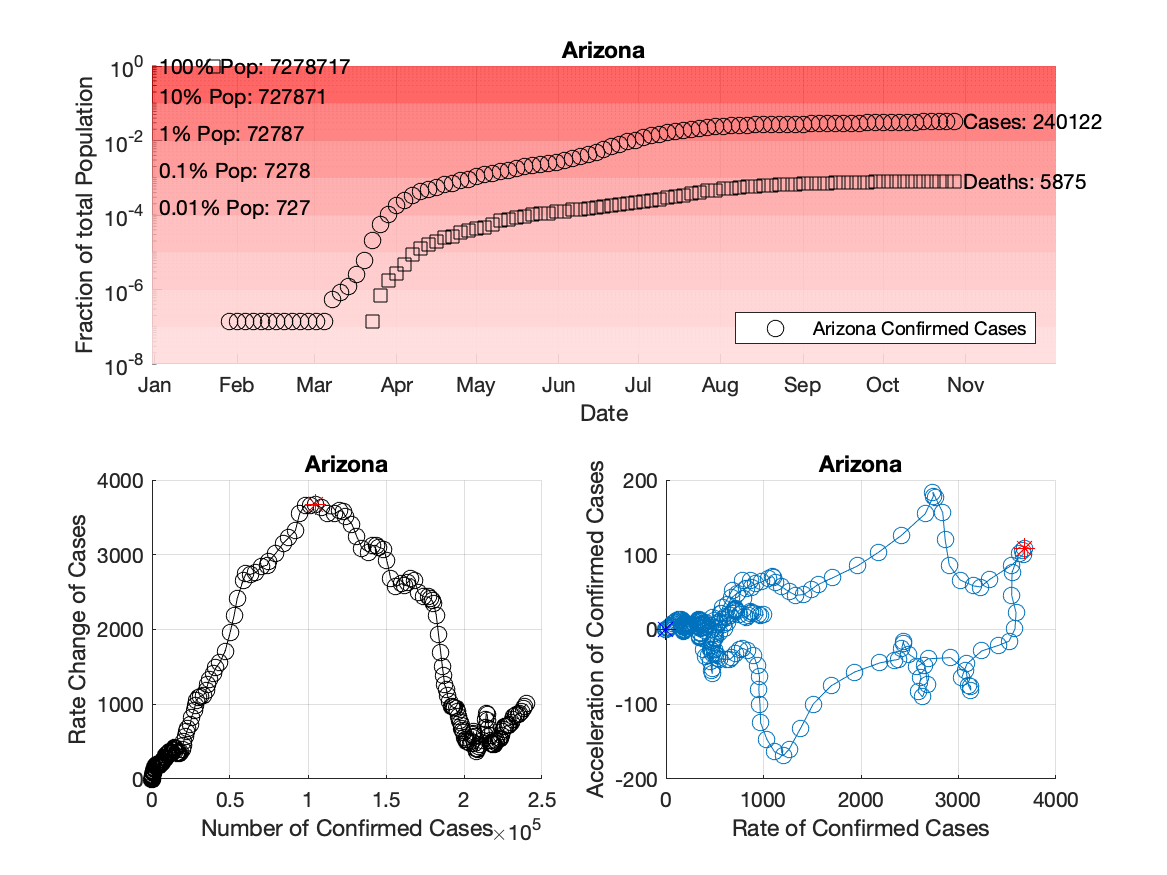 Arizona
Fraction of total Population
10^0
10^-2
10^-4
10^-6
10^-8
100% Pop: 7278717
10% Pop: 727871
1% Pop: 72787
0.1% Pop: 7278
0.01% Pop: 727
Cases: 240122
Deaths: 5875
Arizona Confirmed Cases
Jan Feb Mar Apr May Jun Jul Aug Sep Oct Nov
Date
Arizona
Rate Change of Cases
4000
3000
2000
1000
0
0 0.5 1 1.5 2 2.5
Number of Confirmed Cases ×10^5
Arizona
Acceleration of Confirmed Cases
200
100
0
-100
-200
0 1000 2000 3000 4000
Rate of Confirmed Cases